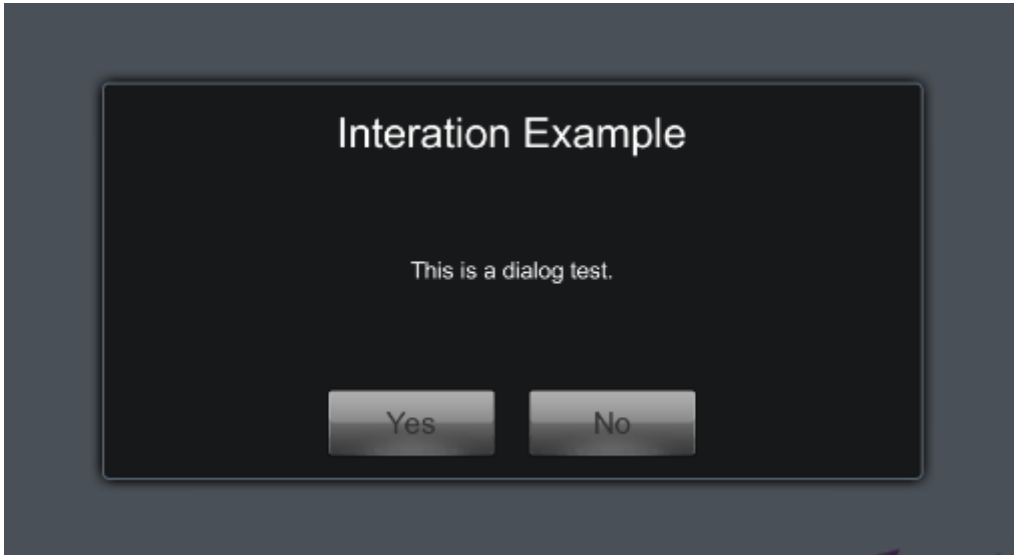 Interation Example
This is a dialog test.
Yes
No